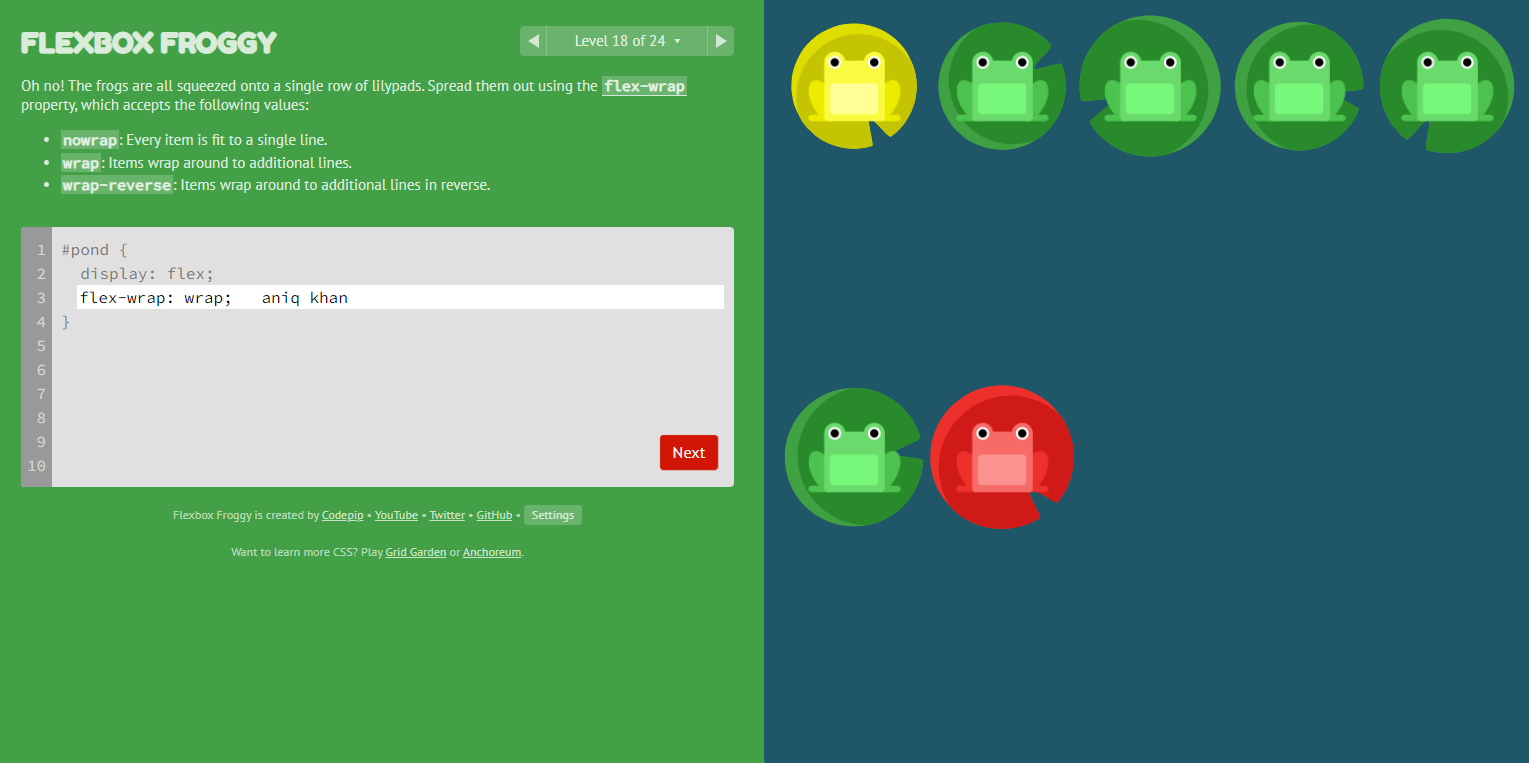 FLEXBOX FROGGY
Level 18 of 24
Oh no! The frogs are all squeezed onto a single row of lilypads. Spread them out using the flex-wrap
property, which accepts the following values:
• nowrap: Every item is fit to a single line.
• wrap: Items wrap around to additional lines.
• wrap-reverse: Items wrap around to additional lines in reverse.
1 #pond {
2 display: flex;
3 flex-wrap: wrap; aniq khan
4 }
5
6
7
8
9
10
Next
Flexbox Froggy is created by Codepip • YouTube • Twitter • GitHub • Settings
Want to learn more CSS? Play Grid Garden or Anchoreum.